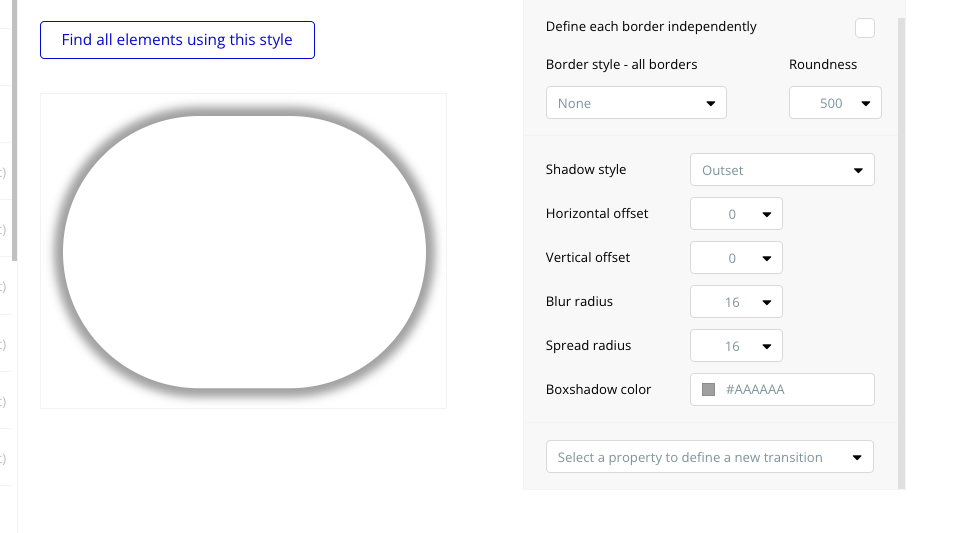 Find all elements using this style
Define each border independently
Border style - all borders Roundness
None 500
Shadow style Outset
Horizontal offset 0
Vertical offset 0
Blur radius 16
Spread radius 16
Boxshadow color #AAAAAA
Select a property to define a new transition